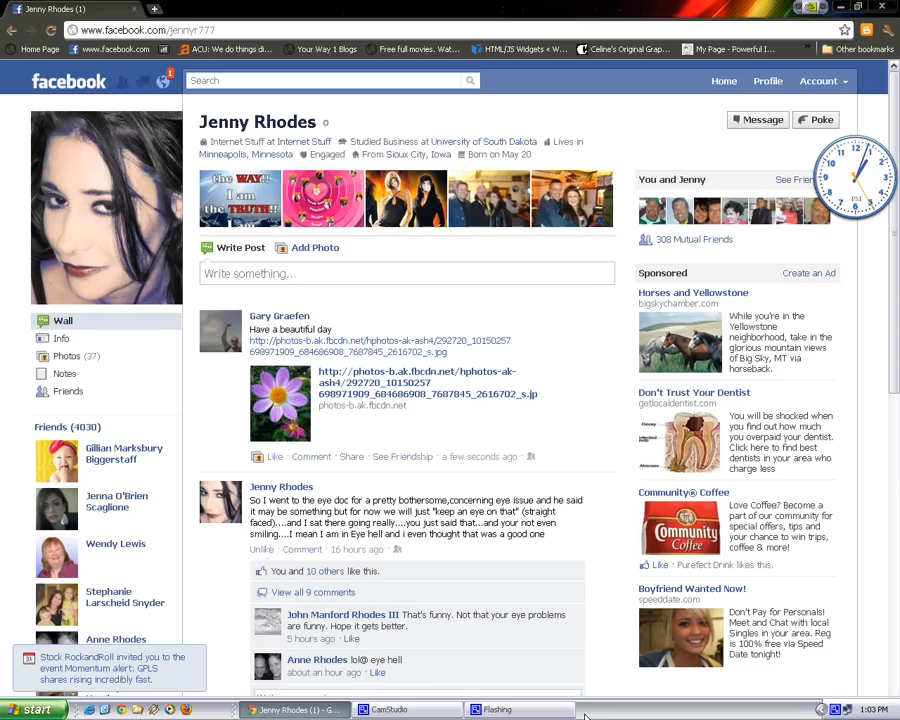 Jenny Rhodes (1)
www.facebook.com/jennyr777
Home Page www.facebook.com ACU: We do things di... Your Way 1 Blogs Free full movies. Wat... HTML/JS Widgets « W... Celine's Original Grap... My Page - Powerful I... » Other bookmarks
facebook 1 Search Home Profile Account
Jenny Rhodes
Message Poke
Internet Stuff at Internet Stuff Studied Business at University of South Dakota Lives in
Minneapolis, Minnesota Engaged From Sioux City, Iowa Born on May 20
the WAY!!
I am
the TRUTH!!
Write Post Add Photo
Write something...
Wall
Info
Photos (37)
Notes
Friends
Friends (4030)
Gillian Marksbury
Biggerstaff
Jenna O'Brien
Scaglione
Wendy Lewis
Stephanie
Larscheid Snyder
Anne Rhodes
31 Stock RockandRoll invited you to the
event Momentum alert: GPLS
shares rising incredibly fast.
Gary Graefen
Have a beautiful day
http://photos-b.ak.fbcdn.net/hphotos-ak-ash4/292720_10150257
698971909_684686908_7687845_2616702_s.jpg
http://photos-b.ak.fbcdn.net/hphotos-ak-
ash4/292720_10150257
698971909_684686908_7687845_2616702_s.jp
photos-b.ak.fbcdn.net
Like · Comment · Share · See Friendship · a few seconds ago ·
Jenny Rhodes
So I went to the eye doc for a pretty bothersome,concerning eye issue and he said
it may be something but for now we will just "keep an eye on that" (straight
faced)....and I sat there going really....you just said that...and your not even
smiling....I mean I am in Eye hell and i even thought that was a good one
Unlike · Comment · 16 hours ago ·
You and 10 others like this.
View all 9 comments
John Manford Rhodes III That's funny. Not that your eye problems
are funny. Hope it gets better.
5 hours ago · Like
Anne Rhodes lol@ eye hell
about an hour ago · Like
You and Jenny See Frien
12 1 2 3 4 5 6 7 8 9 10 11
PM
308 Mutual Friends
Sponsored Create an Ad
Horses and Yellowstone
bigskychamber.com
While you're in the
Yellowstone
neighborhood, take in the
glorious mountain views
of Big Sky, MT via
horseback.
Don't Trust Your Dentist
getlocaldentist.com
You will be shocked when
you find out how much
you overpaid your dentist.
Click here to find best
dentists in your area who
charge less
Community® Coffee
Community
Love Coffee? Become a
part of our community for
special offers, tips and
your chance to win trips,
coffee & more!
Like · Purefect Drink likes this.
Boyfriend Wanted Now!
speeddate.com
Don't Pay for Personals!
Meet and Chat with local
Singles in your area. Reg
is 100% free via Speed
Date tonight!
start Jenny Rhodes (1) - G... CamStudio Flashing 1:03 PM